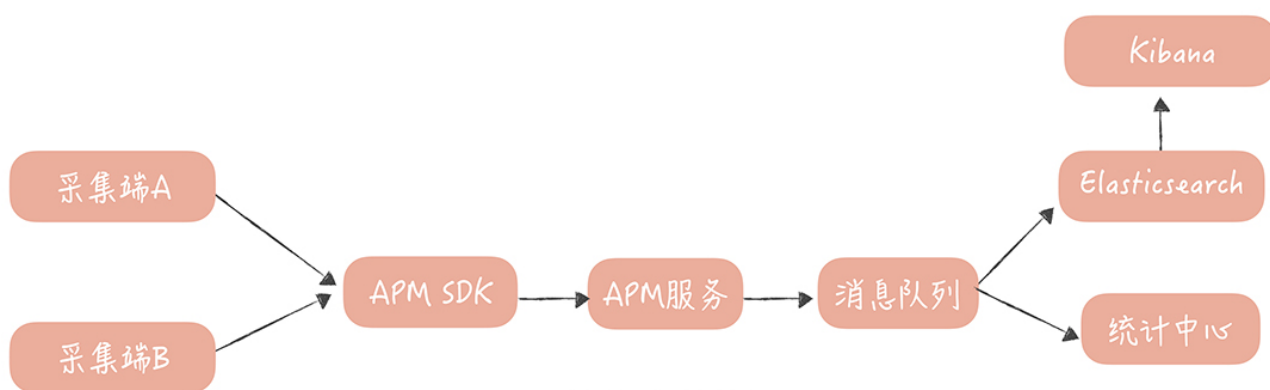 Kibana
采集端A
Elasticsearch
APM SDK
APM服务
消息队列
采集端B
统计中心